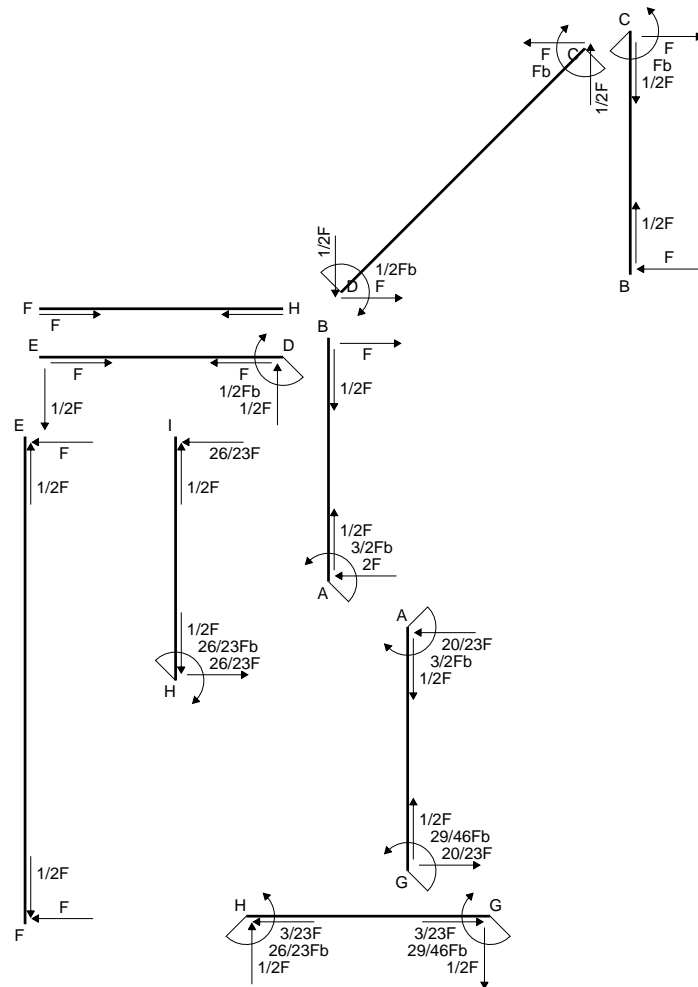 C
F
Fb
1/2F
C
F
Fb
1/2F
1/2F
F
B
1/2F
D
1/2Fb
F
F
H
F
E
D
F
F
1/2Fb
1/2F
1/2F
B
F
1/2F
1/2F
3/2Fb
2F
A
E
F
1/2F
1/2F
F
F
I
26/23F
1/2F
1/2F
26/23Fb
26/23F
H
A
20/23F
3/2Fb
1/2F
1/2F
29/46Fb
20/23F
G
H
G
3/23F
26/23Fb
1/2F
3/23F
29/46Fb
1/2F